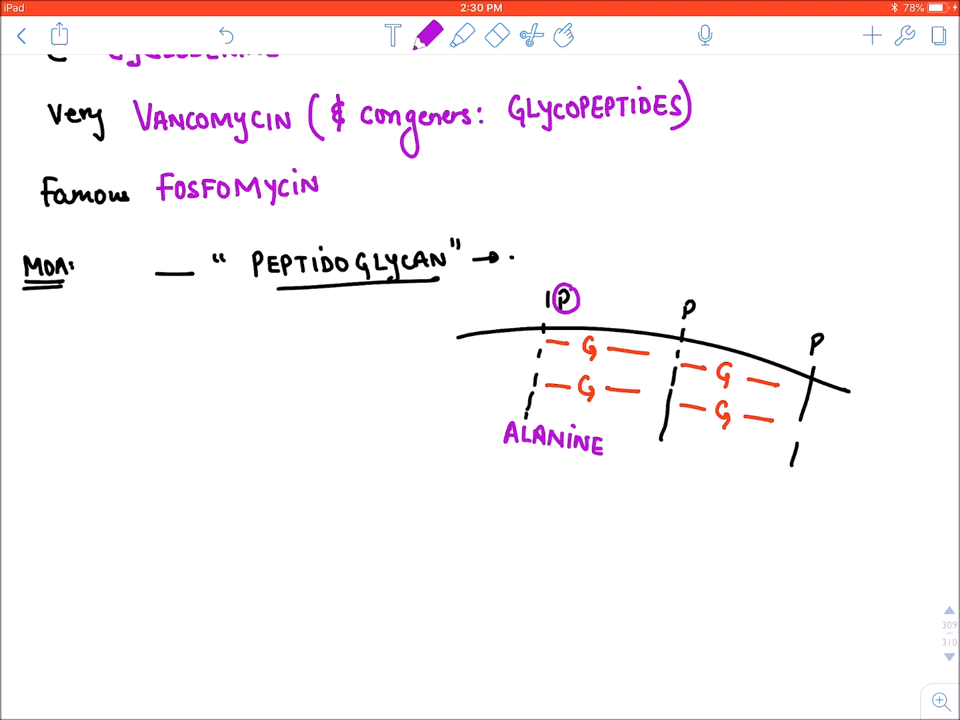 iPad 2:30 PM 78%
T
Very VANCOMYCIN (& congeners: GLYCOPEPTIDES)
Famous FOSFOMYCIN
MOA: — " PEPTIDOGLYCAN" →
P P P
G G
G G
ALANINE
309
310